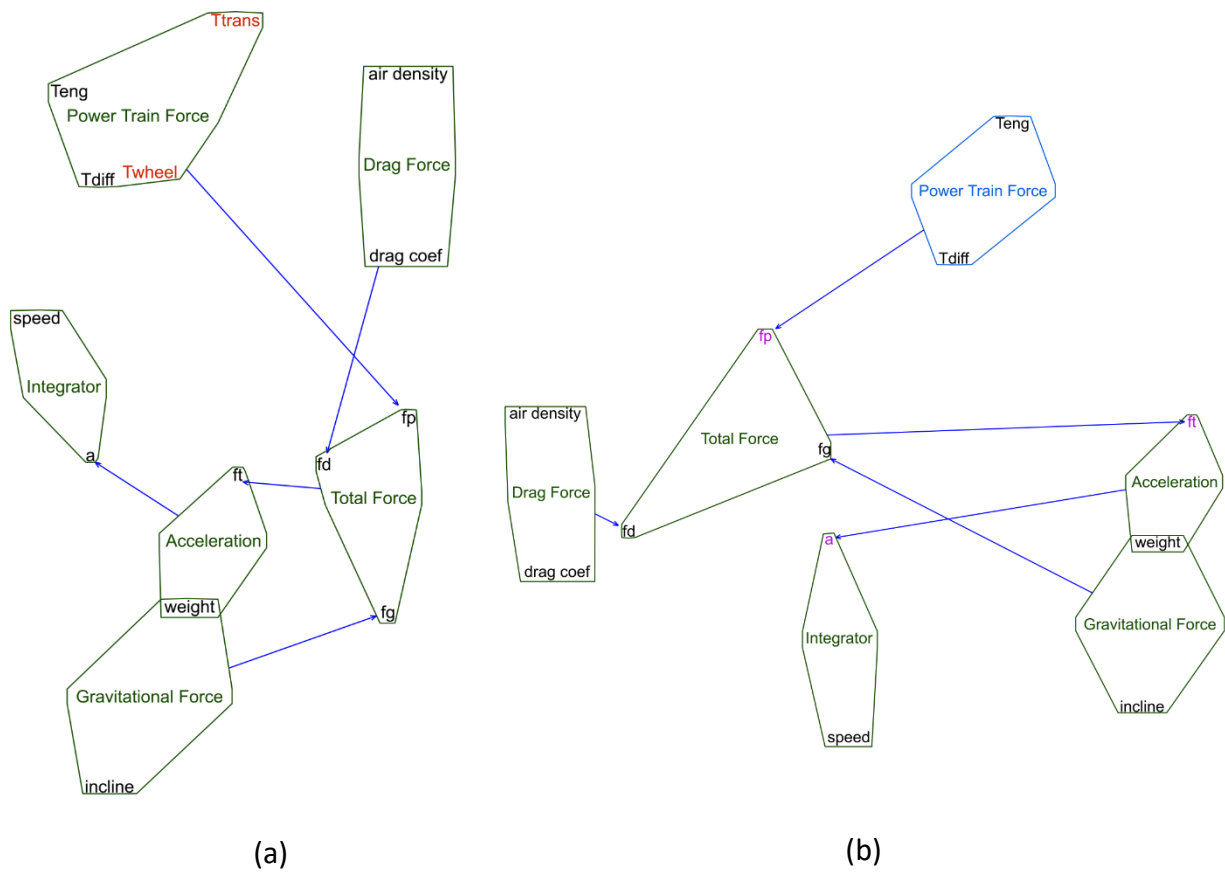 Ttrans
Teng
Power Train Force
Tdiff
Twheel
air density
Drag Force
drag coef
speed
Integrator
a
fp
fd
ft
Total Force
Acceleration
weight
fg
Gravitational Force
incline
(a)
Teng
Power Train Force
Tdiff
fp
air density
Total Force
fg
ft
Drag Force
Acceleration
fd
a
weight
drag coef
Integrator
Gravitational Force
incline
speed
(b)